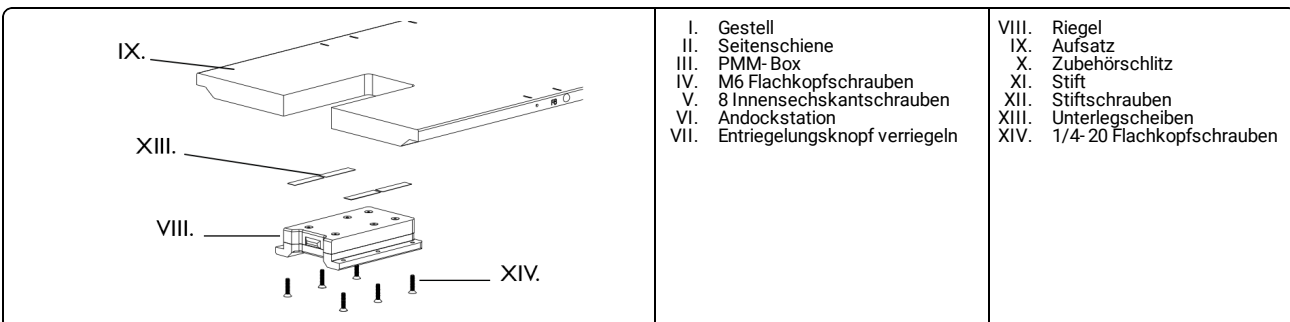 IX.
XIII.
VIII.
XIV.
I. Gestell
II. Seitenschiene
III. PMM-Box
IV. M6 Flachkopfschrauben
V. 8 Innensechskantschrauben
VI. Andockstation
VII. Entriegelungsknopf verriegeln
VIII. Riegel
IX. Aufsatz
X. Zubehörschlitz
XI. Stift
XII. Stiftschrauben
XIII. Unterlegscheiben
XIV. 1/4-20 Flachkopfschrauben